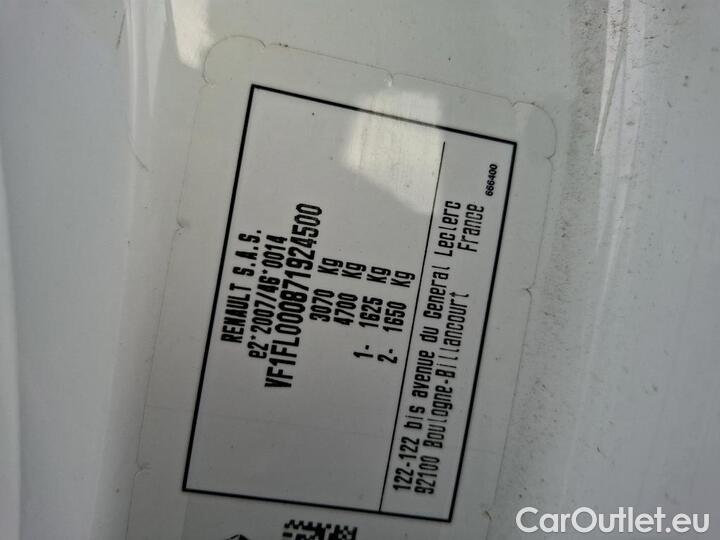 RENAULT S.A.S.
e2*2007/46*0014
VF1FL000871924500
3070 Kg
4700 Kg
1- 1625 Kg
2- 1650 Kg
122-122 bis avenue du General Leclerc
92100 Boulogne-Billancourt France
666400
CarOutlet.eu